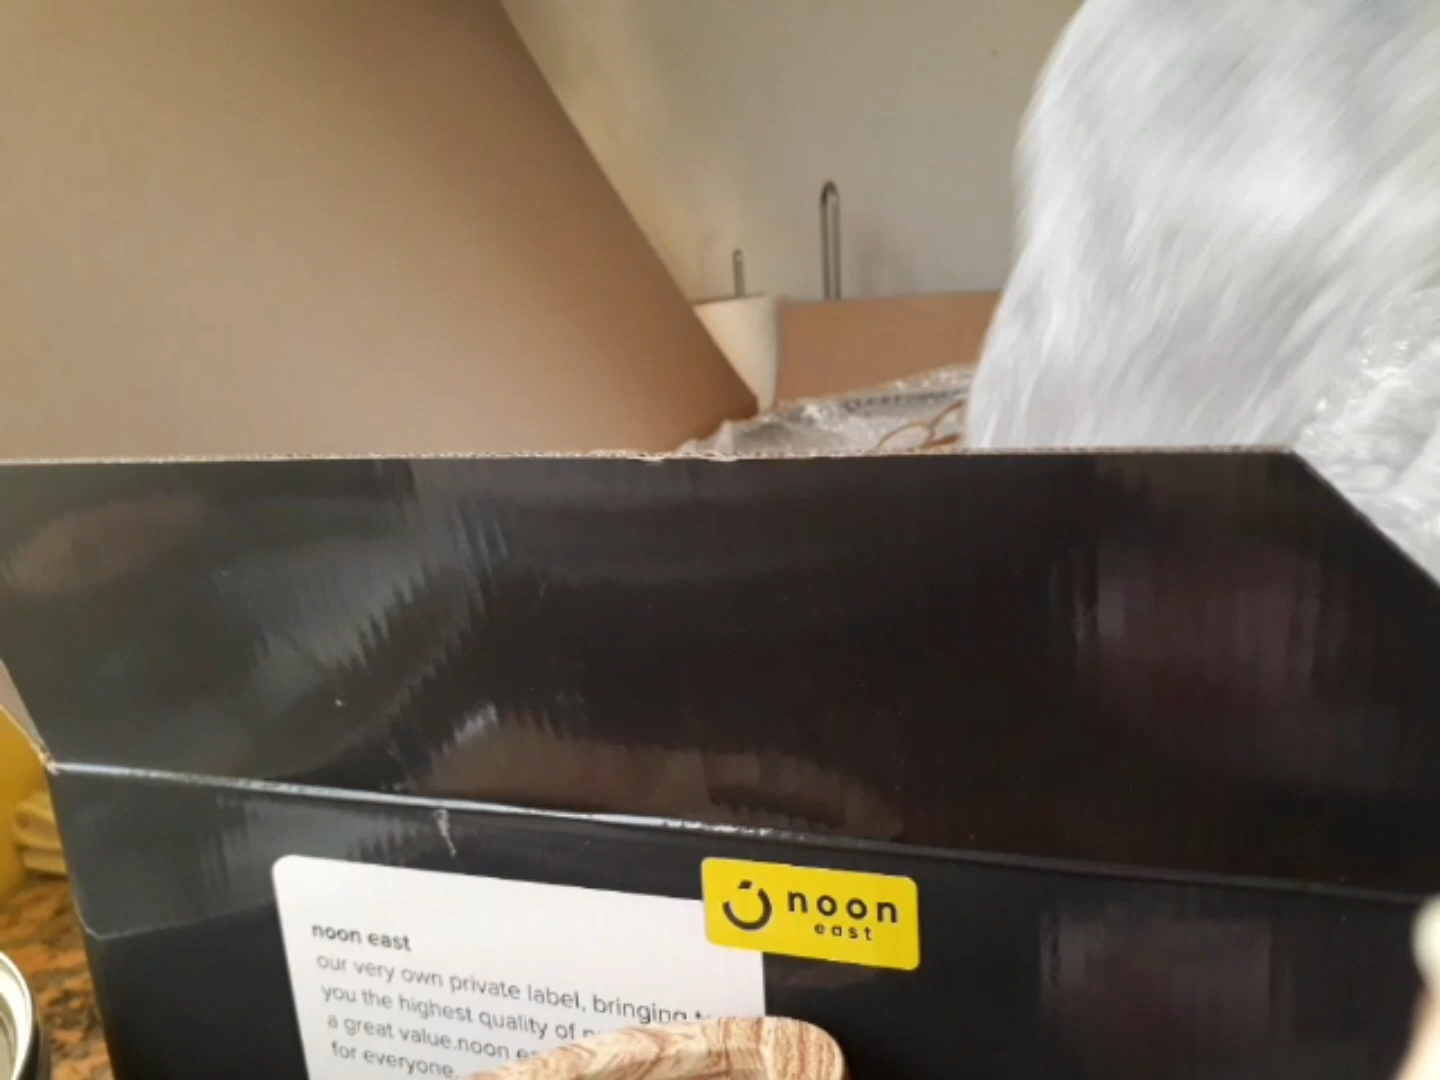 noon
east
noon east
our very own private label, bringing
you the highest quality of
a great value.noon
for everyone.